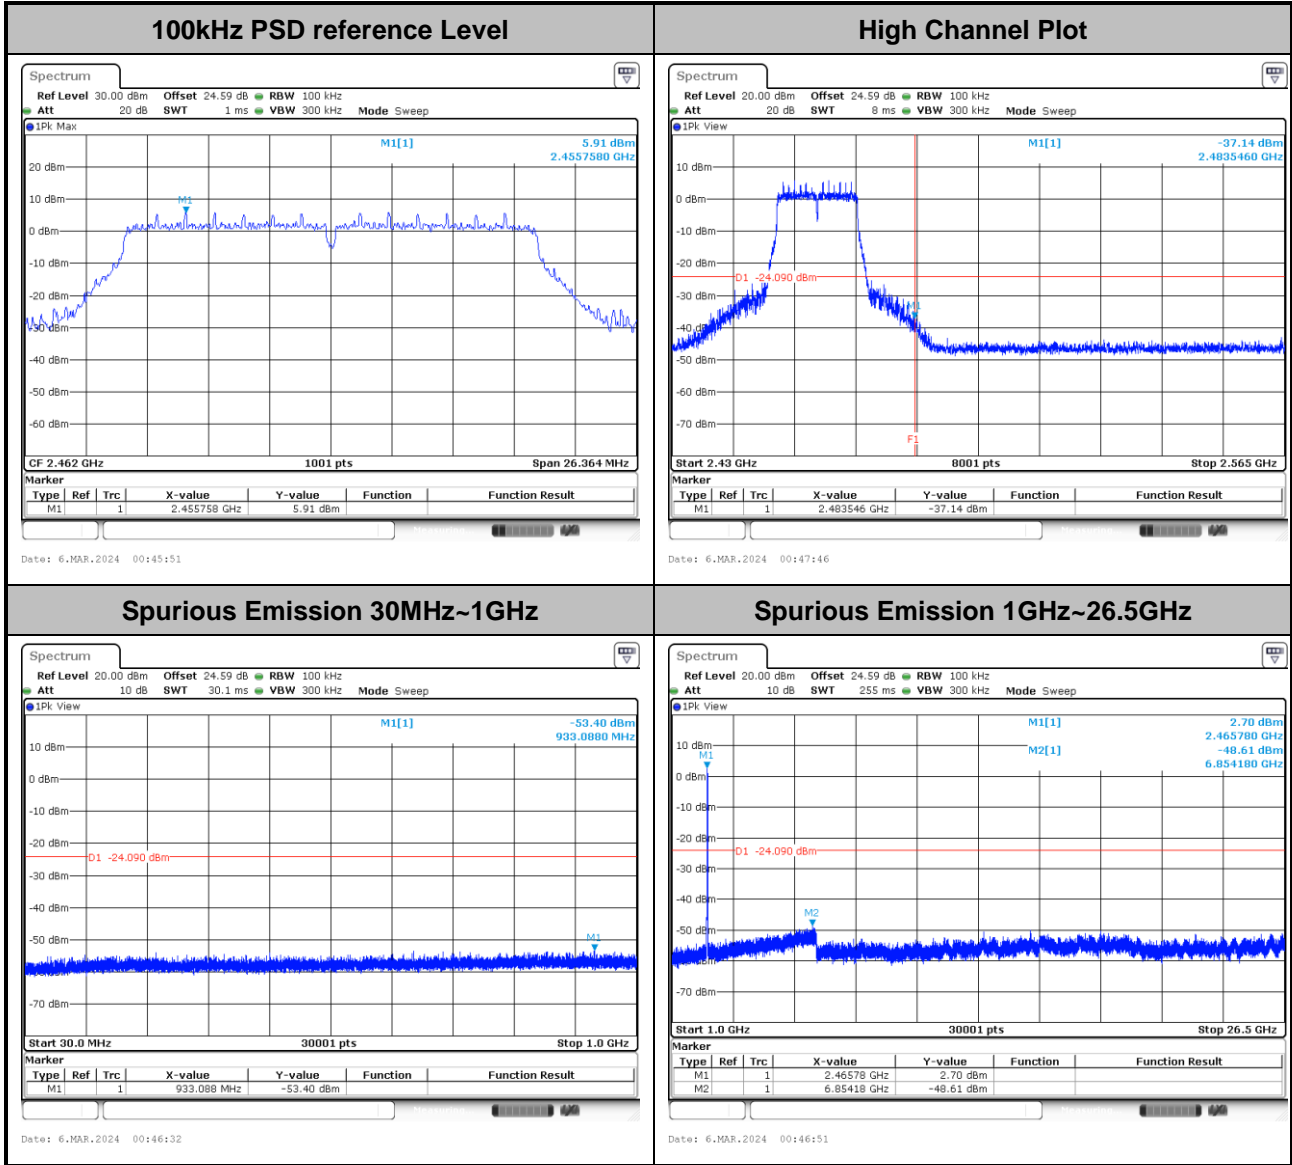 100kHz PSD reference Level
Spectrum
Ref Level 30.00 dBm Offset 24.59 dB RBW 100 kHz
Att 20 dB SWT 1 ms VBW 300 kHz Mode Sweep
1Pk Max
M1[1] 5.91 dBm
2.4557580 GHz
20 dBm
10 dBm
M1
0 dBm
-10 dBm
-20 dBm
-30 dBm
-40 dBm
-50 dBm
-60 dBm
CF 2.462 GHz 1001 pts Span 26.364 MHz
Marker
Type Ref Trc X-value Y-value Function Function Result
M1 1 2.455758 GHz 5.91 dBm
Date: 6.MAR.2024 00:45:51
High Channel Plot
Spectrum
Ref Level 20.00 dBm Offset 24.59 dB RBW 100 kHz
Att 20 dB SWT 8 ms VBW 300 kHz Mode Sweep
1Pk View
M1[1] -37.14 dBm
2.4835460 GHz
10 dBm
0 dBm
-10 dBm
-20 dBm
D1 -24.090 dBm
-30 dBm
M1
-40 dBm
-50 dBm
-60 dBm
-70 dBm
F1
Start 2.43 GHz 8001 pts Stop 2.565 GHz
Marker
Type Ref Trc X-value Y-value Function Function Result
M1 1 2.483546 GHz -37.14 dBm
Measuring...
Date: 6.MAR.2024 00:47:46
Spurious Emission 30MHz~1GHz
Spectrum
Ref Level 20.00 dBm Offset 24.59 dB RBW 100 kHz
Att 10 dB SWT 30.1 ms VBW 300 kHz Mode Sweep
1Pk View
M1[1] -53.40 dBm
933.0880 MHz
10 dBm
0 dBm
-10 dBm
-20 dBm
D1 -24.090 dBm
-30 dBm
-40 dBm
-50 dBm
M1
-70 dBm
Start 30.0 MHz 30001 pts Stop 1.0 GHz
Marker
Type Ref Trc X-value Y-value Function Function Result
M1 1 933.088 MHz -53.40 dBm
Date: 6.MAR.2024 00:46:32
Spurious Emission 1GHz~26.5GHz
Spectrum
Ref Level 20.00 dBm Offset 24.59 dB RBW 100 kHz
Att 10 dB SWT 255 ms VBW 300 kHz Mode Sweep
1Pk View
M1[1] 2.70 dBm
2.465780 GHz
M2[1] -48.61 dBm
6.854180 GHz
10 dBm
M1
0 dBm
-10 dBm
-20 dBm
D1 -24.090 dBm
-30 dBm
-40 dBm
M2
-50 dBm
-70 dBm
Start 1.0 GHz 30001 pts Stop 26.5 GHz
Marker
Type Ref Trc X-value Y-value Function Function Result
M1 1 2.46578 GHz 2.70 dBm
M2 1 6.85418 GHz -48.61 dBm
Date: 6.MAR.2024 00:46:51